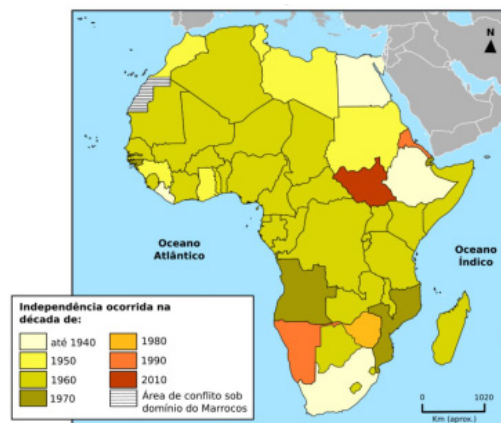 N
Oceano
Atlântico
Oceano
Índico
Independência ocorrida na
década de:
até 1940
1950
1960
1970
1980
1990
2010
Área de conflito sob
domínio do Marrocos
0 1020
Km (aprox.)